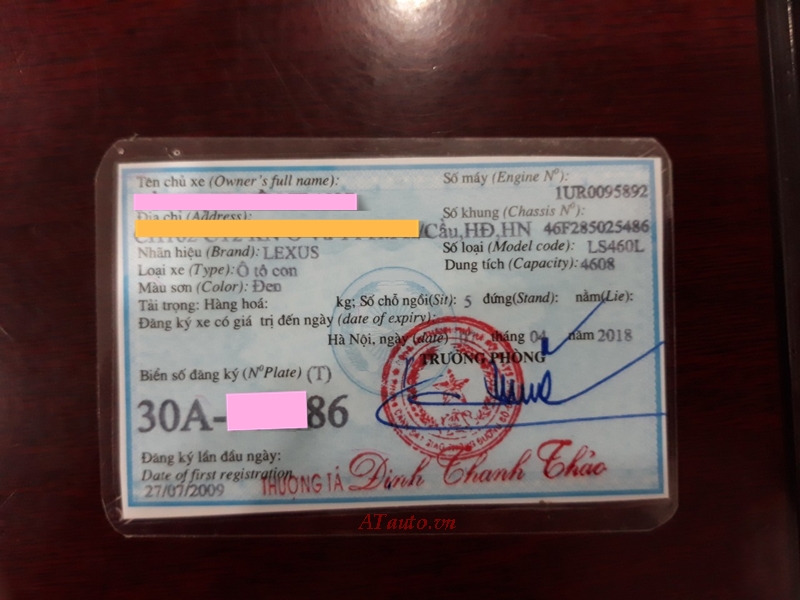 Tên chủ xe (Owner's full name):
Số máy (Engine Nº):
1UR0095892
Địa chỉ (Address):
Số khung (Chassis Nº):
/Cầu,HĐ,HN 46F285025486
Nhãn hiệu (Brand): LEXUS
Số loại (Model code): LS460L
Loại xe (Type): Ô tô con
Dung tích (Capacity): 4608
Màu sơn (Color): Đen
Tải trọng: Hàng hoá: kg; Số chỗ ngồi(Sit): 5 đứng(Stand): nằm(Lie):
Đăng ký xe có giá trị đến ngày (date of expiry):
Hà Nội, ngày (date) tháng 04 năm 2018
TRƯỞNG PHÒNG
Biển số đăng ký (NºPlate) (T)
30A- 86
Đăng ký lần đầu ngày:
Date of first registration
27/07/2009
THƯỢNG TÁ Đinh Thanh Thảo
ATauto.vn